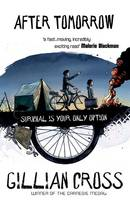 AFTER TOMORROW
'Is fast, moving, incredibly
exciting read' Malorie Blackman
SURVIVAL IS YOUR ONLY OPTION
GILLIAN
CROSS
WINNER OF THE CARNEGIE MEDAL